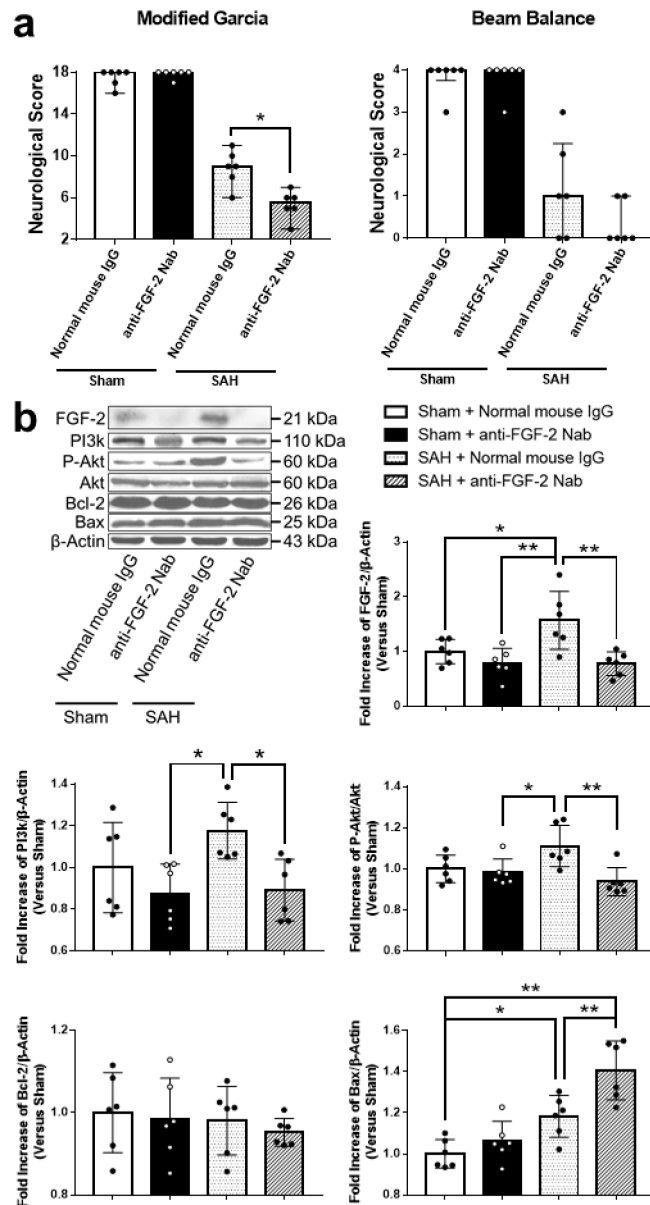 a
Modified Garcia
Neurological Score
18
14
10
6
2
*
Normal mouse IgG
anti-FGF-2 Nab
Normal mouse IgG
anti-FGF-2 Nab
Sham
SAH
Beam Balance
Neurological Score
4
3
2
1
0
Normal mouse IgG
anti-FGF-2 Nab
Normal mouse IgG
anti-FGF-2 Nab
Sham
SAH
b
FGF-2 21 kDa
PI3k 110 kDa
P-Akt 60 kDa
Akt 60 kDa
Bcl-2 26 kDa
Bax 25 kDa
β-Actin 43 kDa
Normal mouse IgG
anti-FGF-2 Nab
Normal mouse IgG
anti-FGF-2 Nab
Sham
SAH
Sham + Normal mouse IgG
Sham + anti-FGF-2 Nab
SAH + Normal mouse IgG
SAH + anti-FGF-2 Nab
Fold Increase of FGF-2/β-Actin
(Versus Sham)
3
2
1
0
*
** **
Fold Increase of PI3k/β-Actin
(Versus Sham)
1.4
1.2
1.0
0.8
0.6
* *
Fold Increase of P-Akt/Akt
(Versus Sham)
1.4
1.2
1.0
0.8
0.6
* **
Fold Increase of Bcl-2/β-Actin
(Versus Sham)
1.2
1.0
0.8
Fold Increase of Bax/β-Actin
(Versus Sham)
1.6
1.4
1.2
1.0
0.8
**
* **